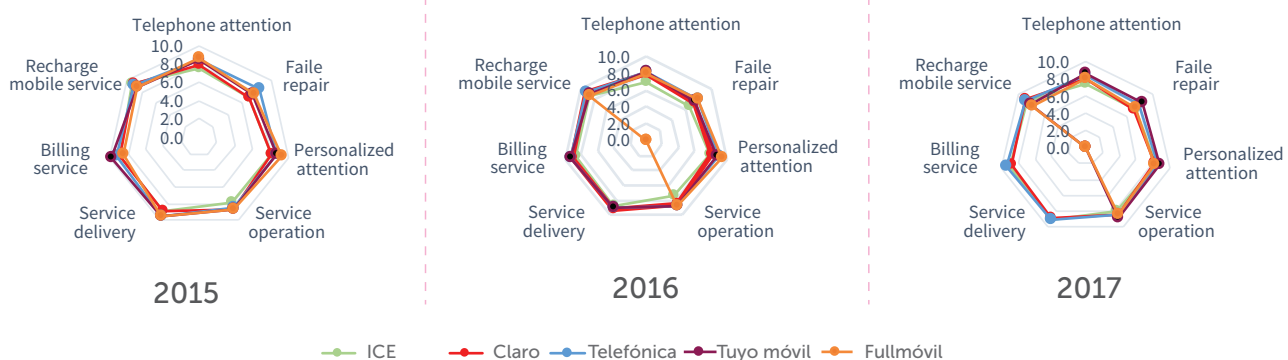 Telephone attention
10.0
8.0
6.0
4.0
2.0
0.0
Recharge
mobile service
Faile
repair
Billing
service
Personalized
attention
Service
delivery
Service
operation
2015
Telephone attention
10.0
8.0
6.0
4.0
2.0
0.0
Recharge
mobile service
Faile
repair
Billing
service
Personalized
attention
Service
delivery
Service
operation
2016
Telephone attention
10.0
8.0
6.0
4.0
2.0
0.0
Recharge
mobile service
Faile
repair
Billing
service
Personalized
attention
Service
delivery
Service
operation
2017
ICE Claro Telefónica Tuyo móvil Fullmóvil